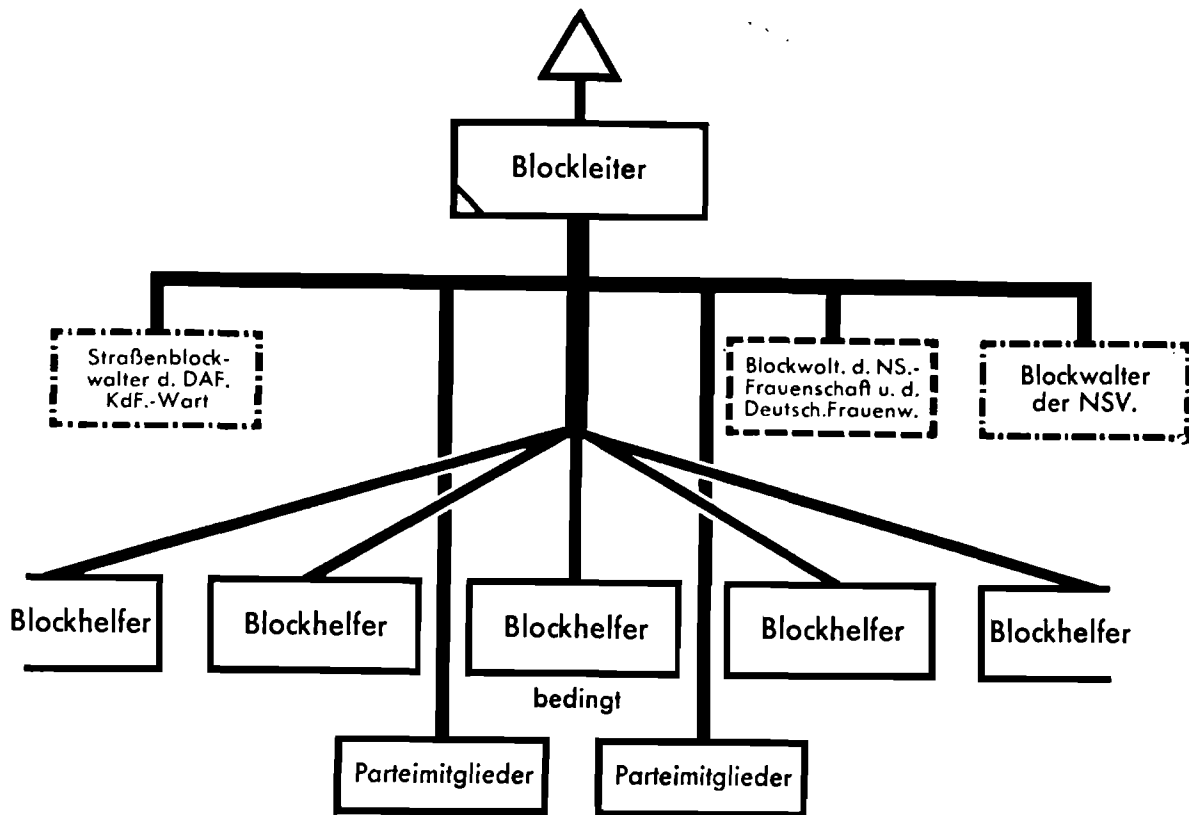 Blockleiter
Straßenblock-
walter d. DAF.
KdF.-Wart
Blockwolt. d. NS.-
Frauenschaft u. d.
Deutsch.Frauenw.
Blockwalter
der NSV.
Blockhelfer
Blockhelfer
Blockhelfer
Blockhelfer
Blockhelfer
bedingt
Parteimitglieder
Parteimitglieder